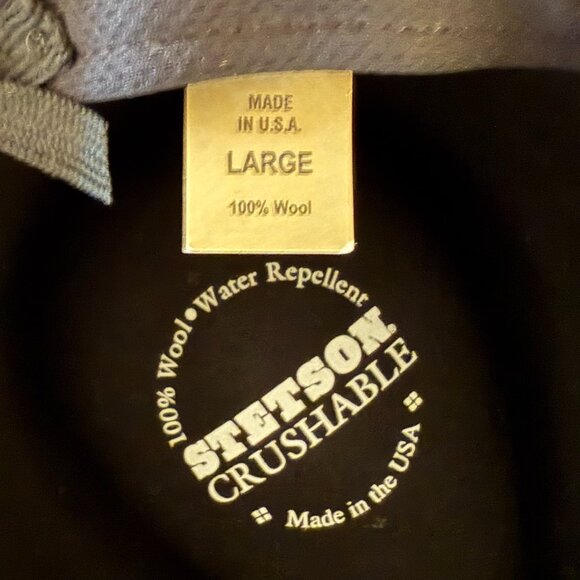 MADE
IN U.S.A.
LARGE
100% Wool
100% Wool • Water Repellent
STETSON
CRUSHABLE
Made in the USA